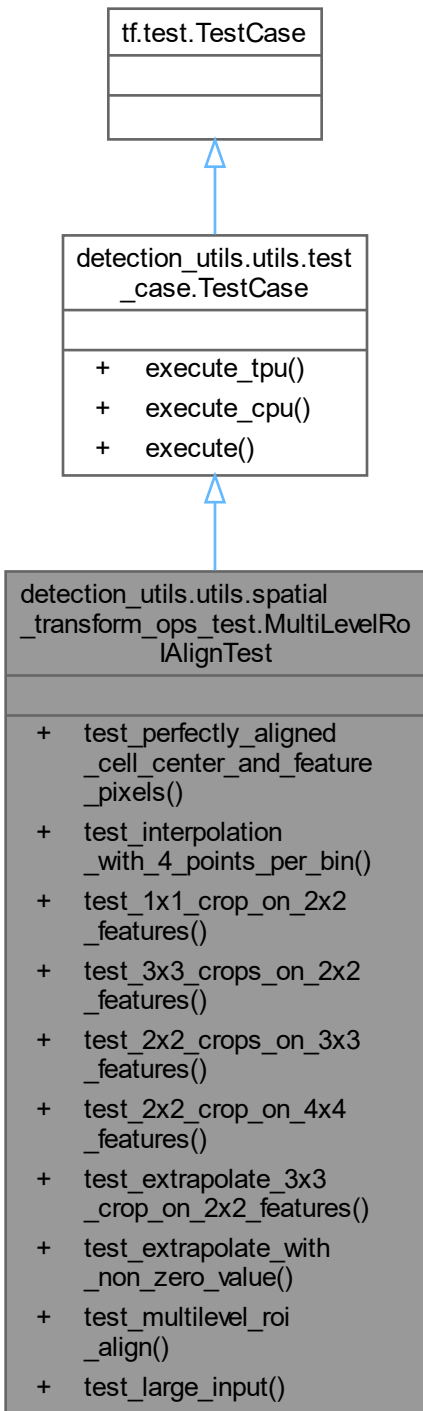 tf.test.TestCase
detection_utils.utils.test
_case.TestCase
+ execute_tpu()
+ execute_cpu()
+ execute()
detection_utils.utils.spatial
_transform_ops_test.MultiLevelRo
IAlignTest
+ test_perfectly_aligned
_cell_center_and_feature
_pixels()
+ test_interpolation
_with_4_points_per_bin()
+ test_1x1_crop_on_2x2
_features()
+ test_3x3_crops_on_2x2
_features()
+ test_2x2_crops_on_3x3
_features()
+ test_2x2_crop_on_4x4
_features()
+ test_extrapolate_3x3
_crop_on_2x2_features()
+ test_extrapolate_with
_non_zero_value()
+ test_multilevel_roi
_align()
+ test_large_input()